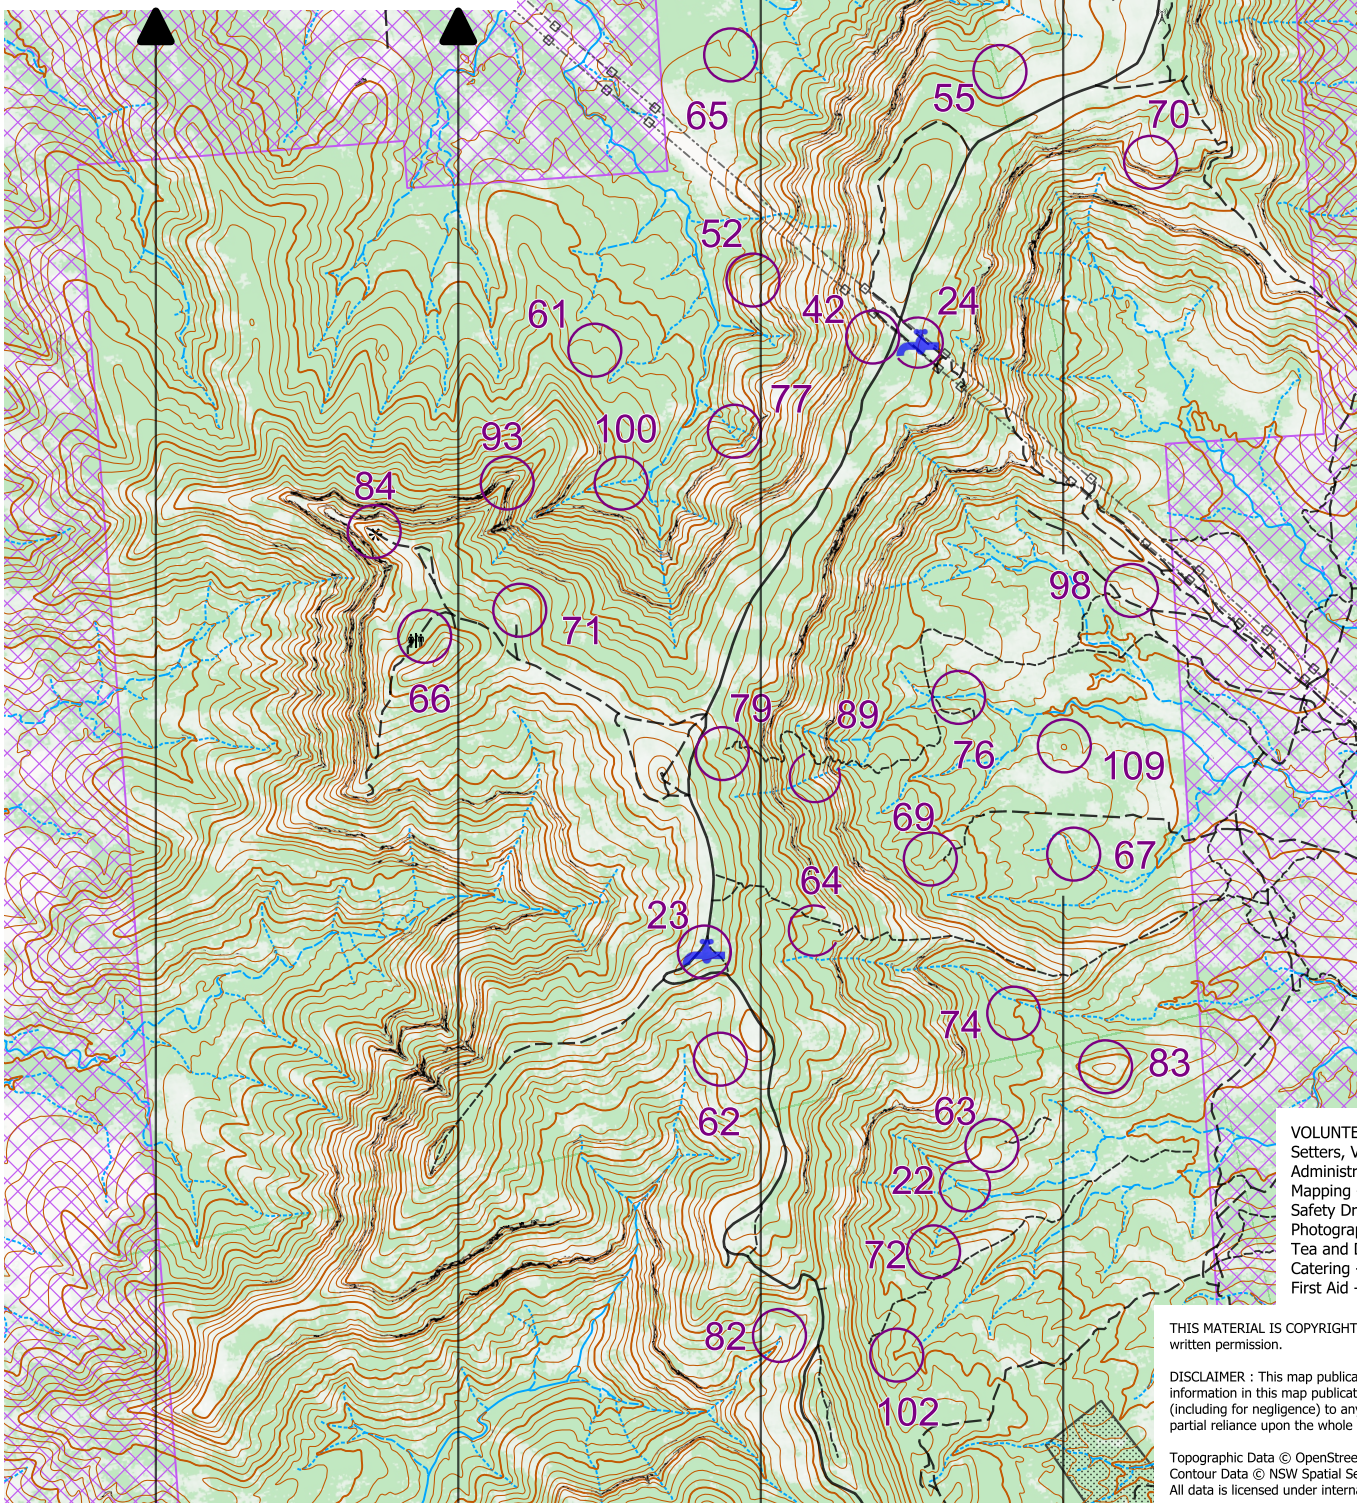 65
55
70
52
42
24
61
77
93
100
84
98
71
66
79
89
76
109
69
67
64
23
74
83
62
63
22
72
82
102
VOLUNTE
Setters, V
Administr
Mapping
Safety Dr
Photograp
Tea and D
Catering -
First Aid -
THIS MATERIAL IS COPYRIGHT
written permission.
DISCLAIMER : This map publica
information in this map publicat
(including for negligence) to any
partial reliance upon the whole
Topographic Data © OpenStree
Contour Data © NSW Spatial Se
All data is licensed under interna